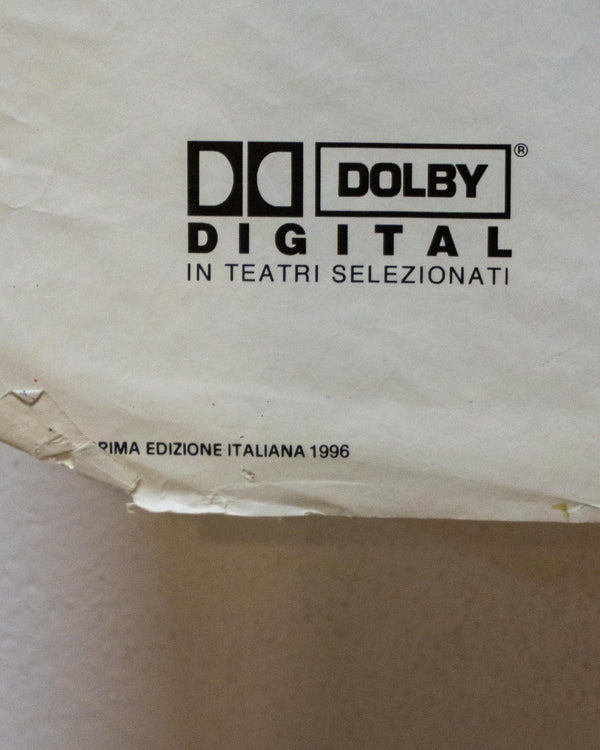 DOLBY®
DIGITAL
IN TEATRI SELEZIONATI
RIMA EDIZIONE ITALIANA 1996